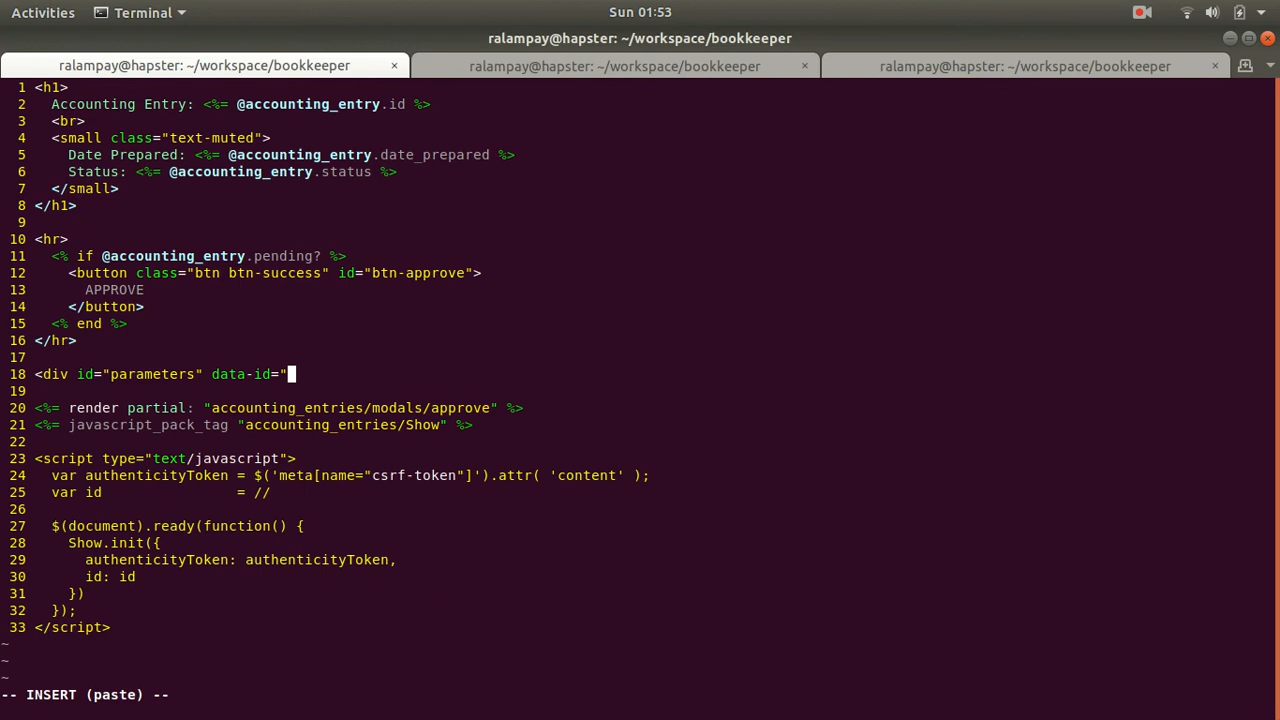 Activities Terminal Sun 01:53
ralampay@hapster: ~/workspace/bookkeeper
ralampay@hapster: ~/workspace/bookkeeper × ralampay@hapster: ~/workspace/bookkeeper × ralampay@hapster: ~/workspace/bookkeeper ×
1 <h1>
2   Accounting Entry: <%= @accounting_entry.id %>
3   <br>
4   <small class="text-muted">
5     Date Prepared: <%= @accounting_entry.date_prepared %>
6     Status: <%= @accounting_entry.status %>
7   </small>
8 </h1>
9
10 <hr>
11   <% if @accounting_entry.pending? %>
12     <button class="btn btn-success" id="btn-approve">
13       APPROVE
14     </button>
15   <% end %>
16 </hr>
17
18 <div id="parameters" data-id="
19
20 <%= render partial: "accounting_entries/modals/approve" %>
21 <%= javascript_pack_tag "accounting_entries/Show" %>
22
23 <script type="text/javascript">
24   var authenticityToken = $('meta[name="csrf-token"]').attr( 'content' );
25   var id                = //
26
27   $(document).ready(function() {
28     Show.init({
29       authenticityToken: authenticityToken,
30       id: id
31     })
32   });
33 </script>
~
~
~
-- INSERT (paste) --